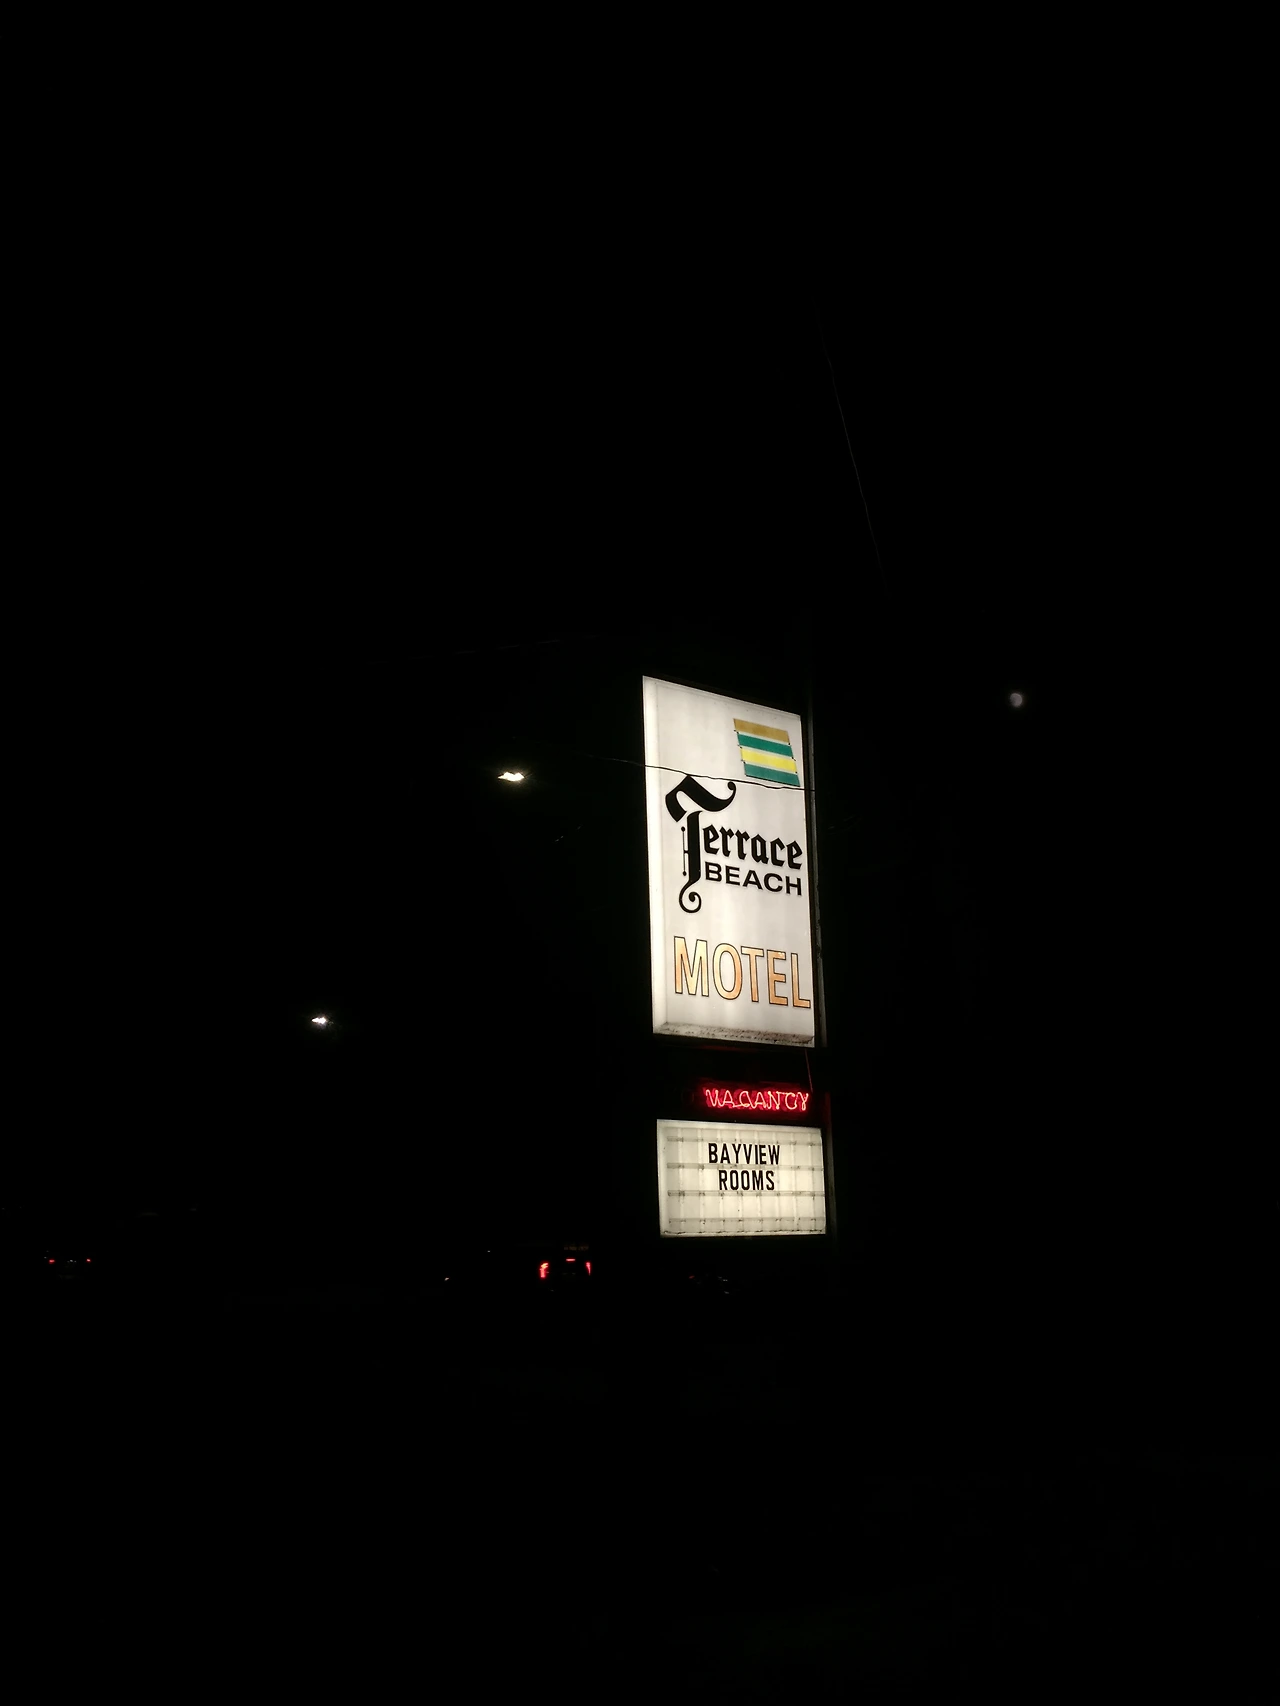 Terrace
BEACH
MOTEL
VACANCY
BAYVIEW
ROOMS